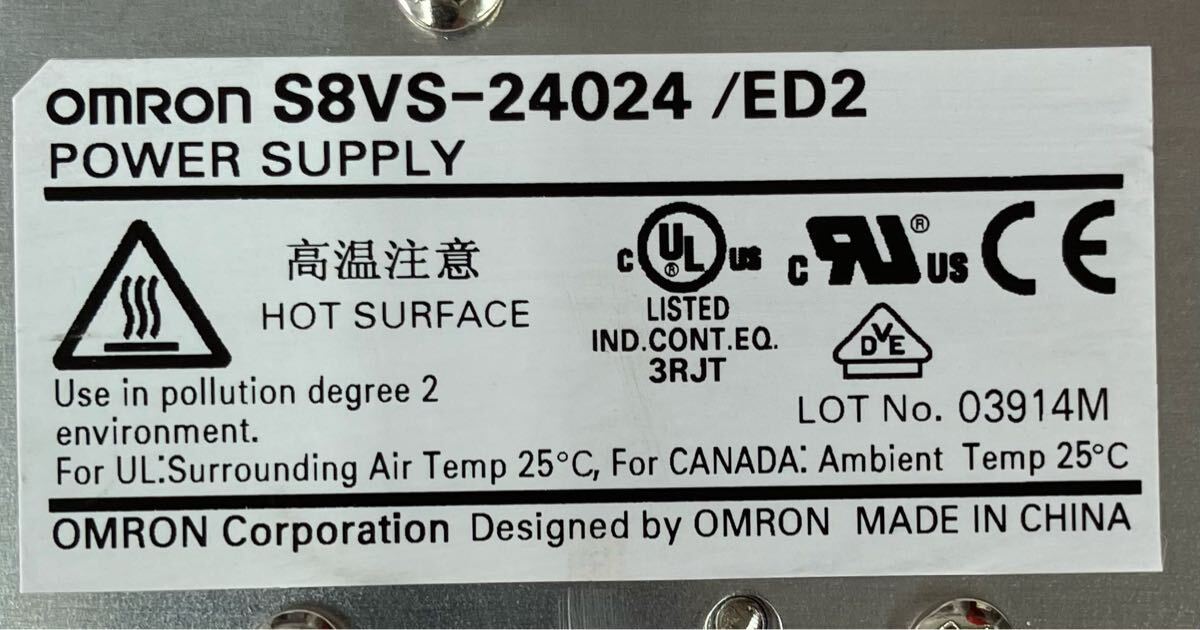 OMRON S8VS-24024 /ED2
POWER SUPPLY
高温注意
HOT SURFACE
C UL ® US
LISTED
IND.CONT.EQ.
3RJT
C RU ® US
CE
DVE
Use in pollution degree 2
environment.
LOT No. 03914M
For UL:Surrounding Air Temp 25°C, For CANADA: Ambient Temp 25°C
OMRON Corporation Designed by OMRON MADE IN CHINA